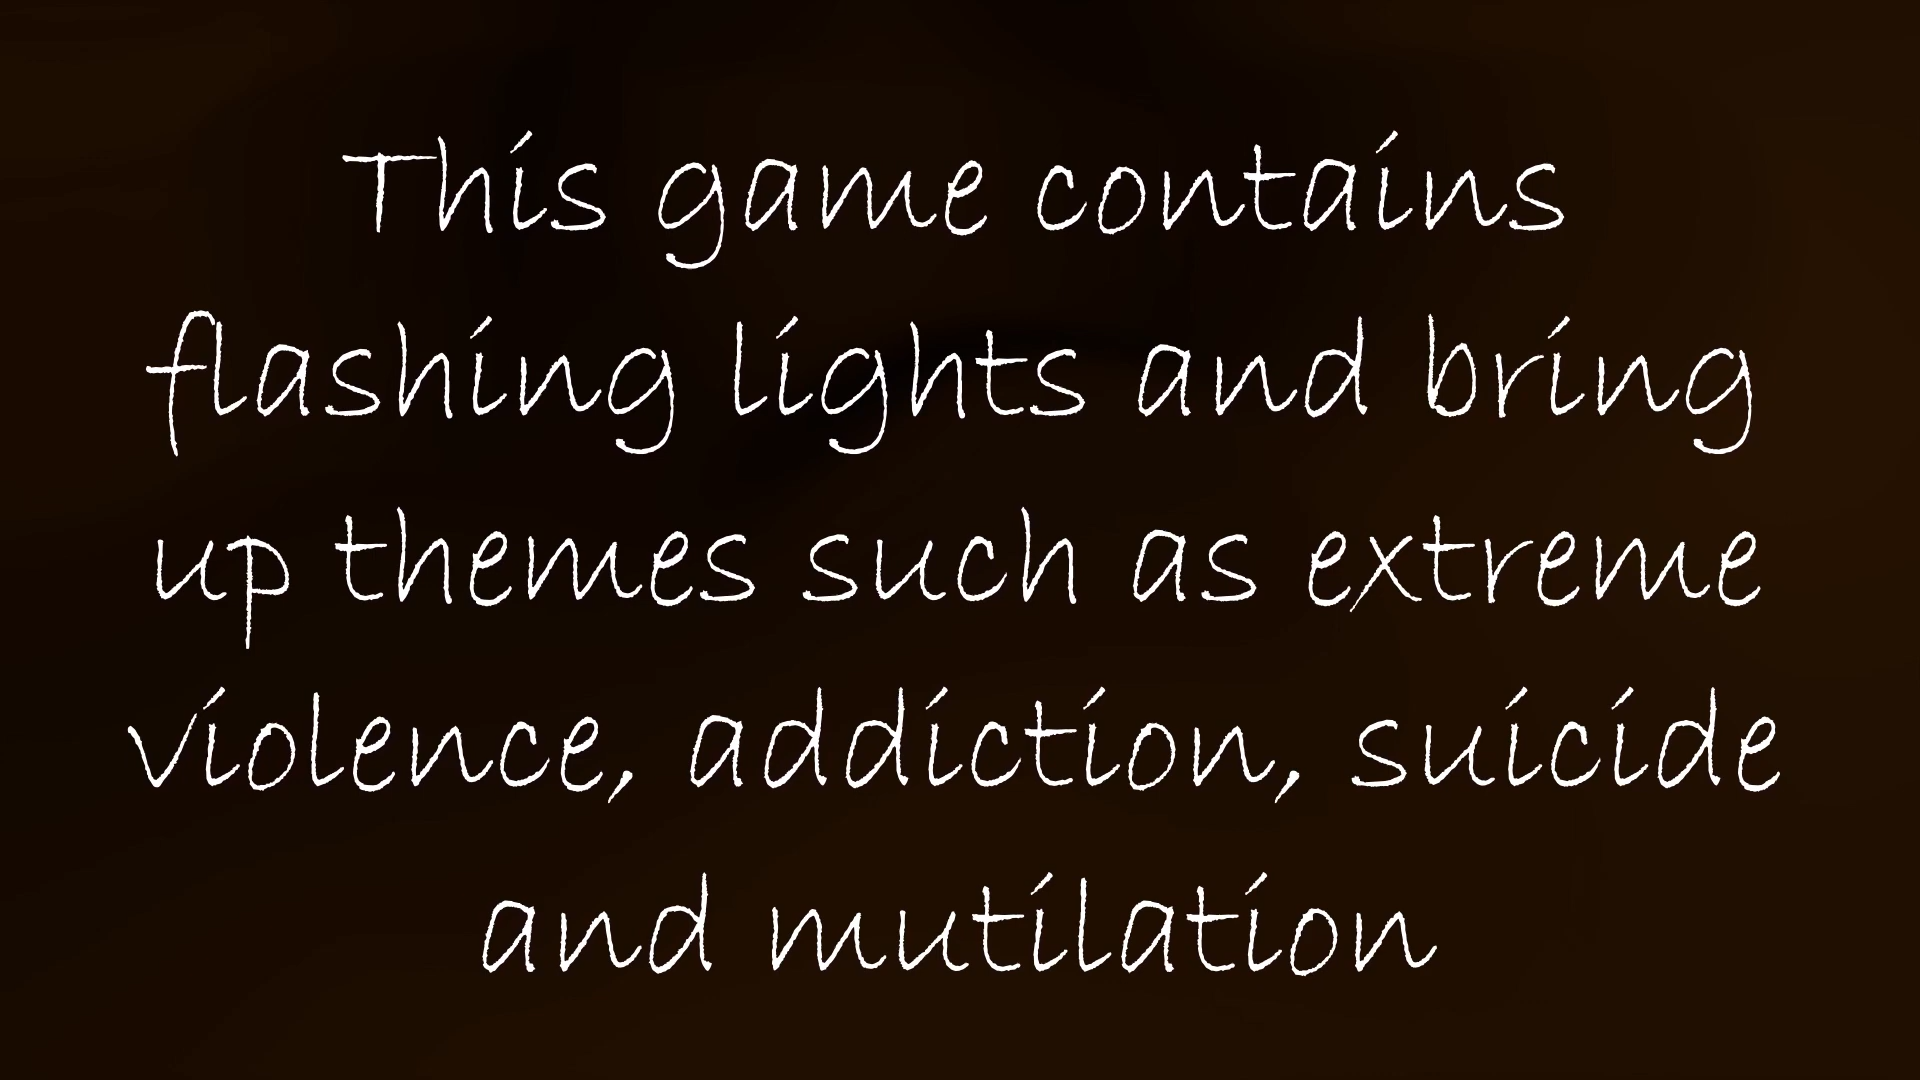 This game contains
flashing lights and bring
up themes such as extreme
violence, addiction, suicide
and mutilation